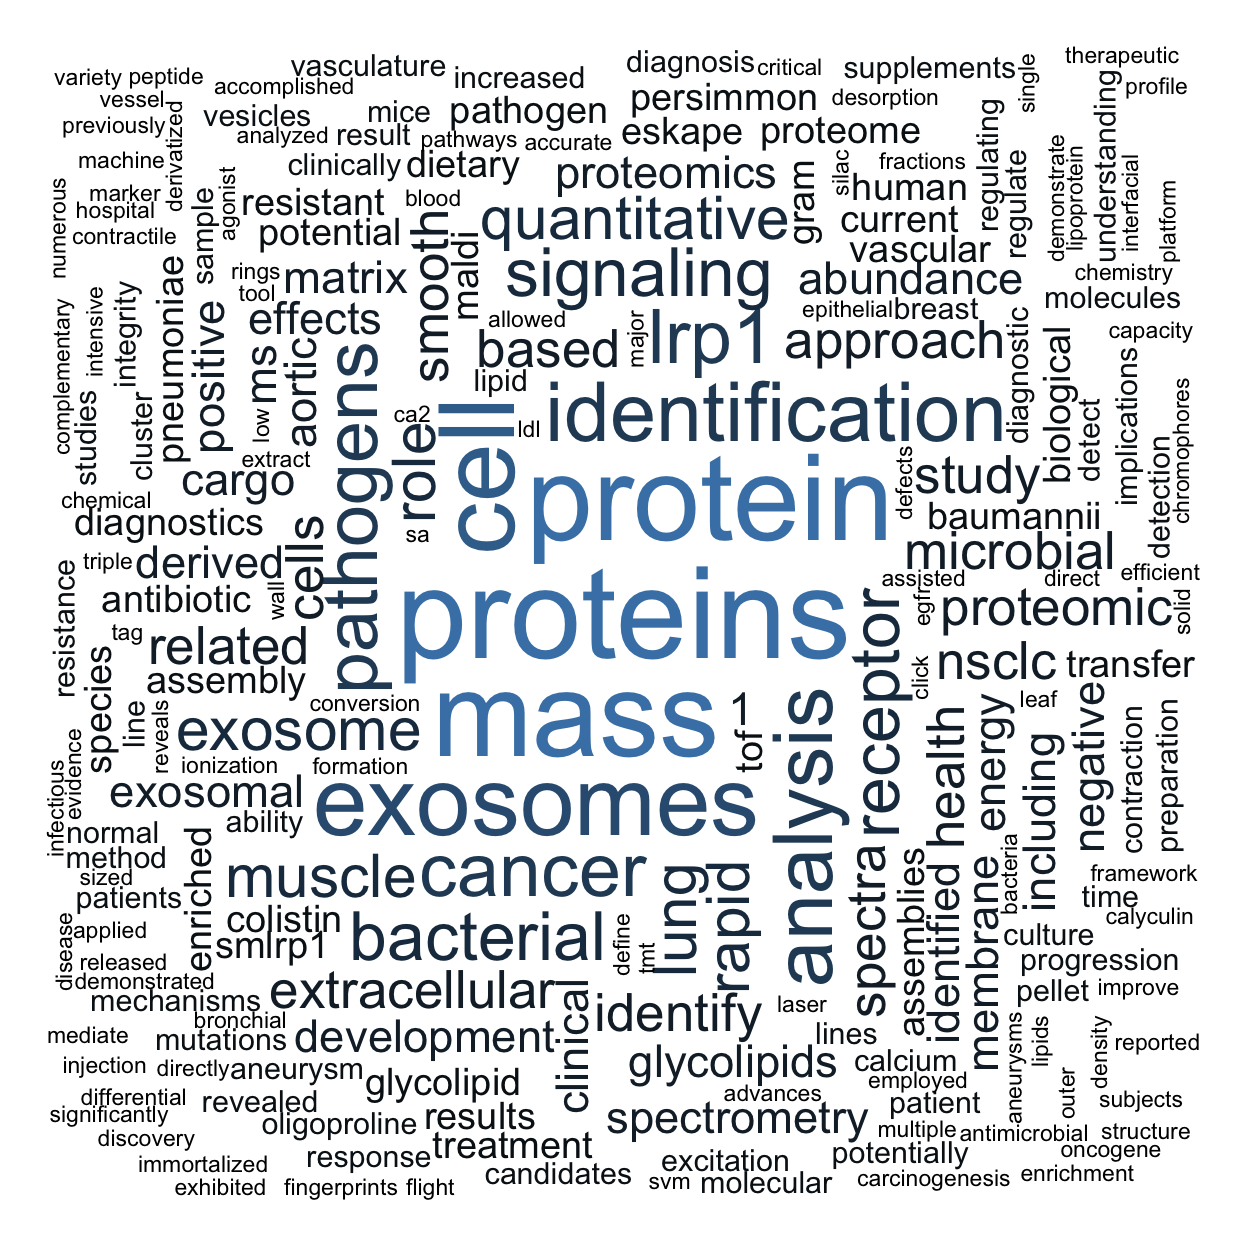 vasculature
increased
diagnosis
critical
supplements
single
therapeutic
variety
peptide
accomplished
profile
vessel
vesicles
mice
pathogen
persimmon
desorption
previously
derivatized
analyzed
result
pathways
accurate
eskape
proteome
regulating
understanding
machine
clinically
dietary
proteomics
gram
silac
fractions
regulate
demonstrate
lipoprotein
interfacial
platform
numerous
marker
hospital
contractile
sample
agonist
resistant
potential
blood
smooth
maldi
quantitative
human
current
vascular
rings
tool
matrix
signaling
abundance
chemistry
molecules
complementary
intensive
integrity
pneumoniae
positive
effects
allowed
major
lrp1
epithelial
breast
approach
capacity
studies
cluster
low
ms
aortic
pathogens
based
lipid
diagnostic
biological
detect
implications
detection
chromophores
ca2
role
cell
ldl
identification
extract
cargo
protein
defects
study
chemical
diagnostics
sa
baumannii
triple
derived
cells
microbial
resistance
antibiotic
wall
proteins
assisted
direct
efficient
egfr
proteomic
solid
tag
related
species
assembly
receptor
click
nsclc
transfer
line
reveals
conversion
mass
1
tof
analysis
leaf
negative
exosome
ionization
formation
health
energy
including
contraction
preparation
infectious
evidence
exosomal
ability
exosomes
normal
method
sized
patients
enriched
muscle
cancer
lung
rapid
spectra
assemblies
identified
membrane
bacteria
framework
time
calyculin
disease
applied
colistin
smlrp1
bacterial
define
tmt
culture
released
demonstrated
progression
mechanisms
extracellular
clinical
identify
laser
pellet
improve
bronchial
mediate
mutations
development
lines
aneurysms
lipids
density
reported
injection
directly
aneurysm
glycolipid
glycolipids
calcium
outer
differential
significantly
revealed
advances
employed
patient
subjects
oligoproline
results
spectrometry
multiple
antimicrobial
structure
discovery
treatment
potentially
oncogene
immortalized
response
candidates
excitation
carcinogenesis
enrichment
exhibited
fingerprints
flight
svm
molecular